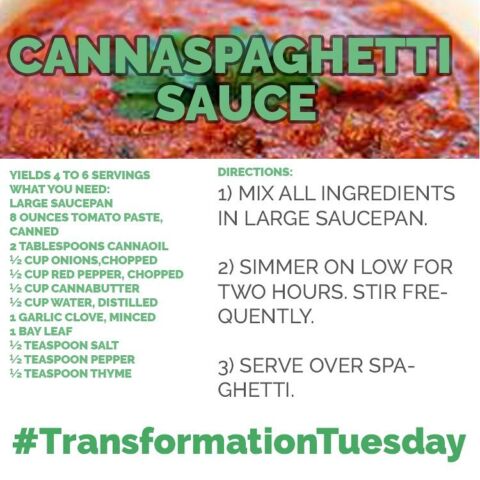 CANNASPAGHETTI
SAUCE
YIELDS 4 TO 6 SERVINGS
WHAT YOU NEED:
LARGE SAUCEPAN
8 OUNCES TOMATO PASTE,
CANNED
2 TABLESPOONS CANNAOIL
½ CUP ONIONS,CHOPPED
½ CUP RED PEPPER, CHOPPED
½ CUP CANNABUTTER
½ CUP WATER, DISTILLED
1 GARLIC CLOVE, MINCED
1 BAY LEAF
½ TEASPOON SALT
½ TEASPOON PEPPER
½ TEASPOON THYME
DIRECTIONS:
1) MIX ALL INGREDIENTS
IN LARGE SAUCEPAN.
2) SIMMER ON LOW FOR
TWO HOURS. STIR FRE-
QUENTLY.
3) SERVE OVER SPA-
GHETTI.
#TransformationTuesday